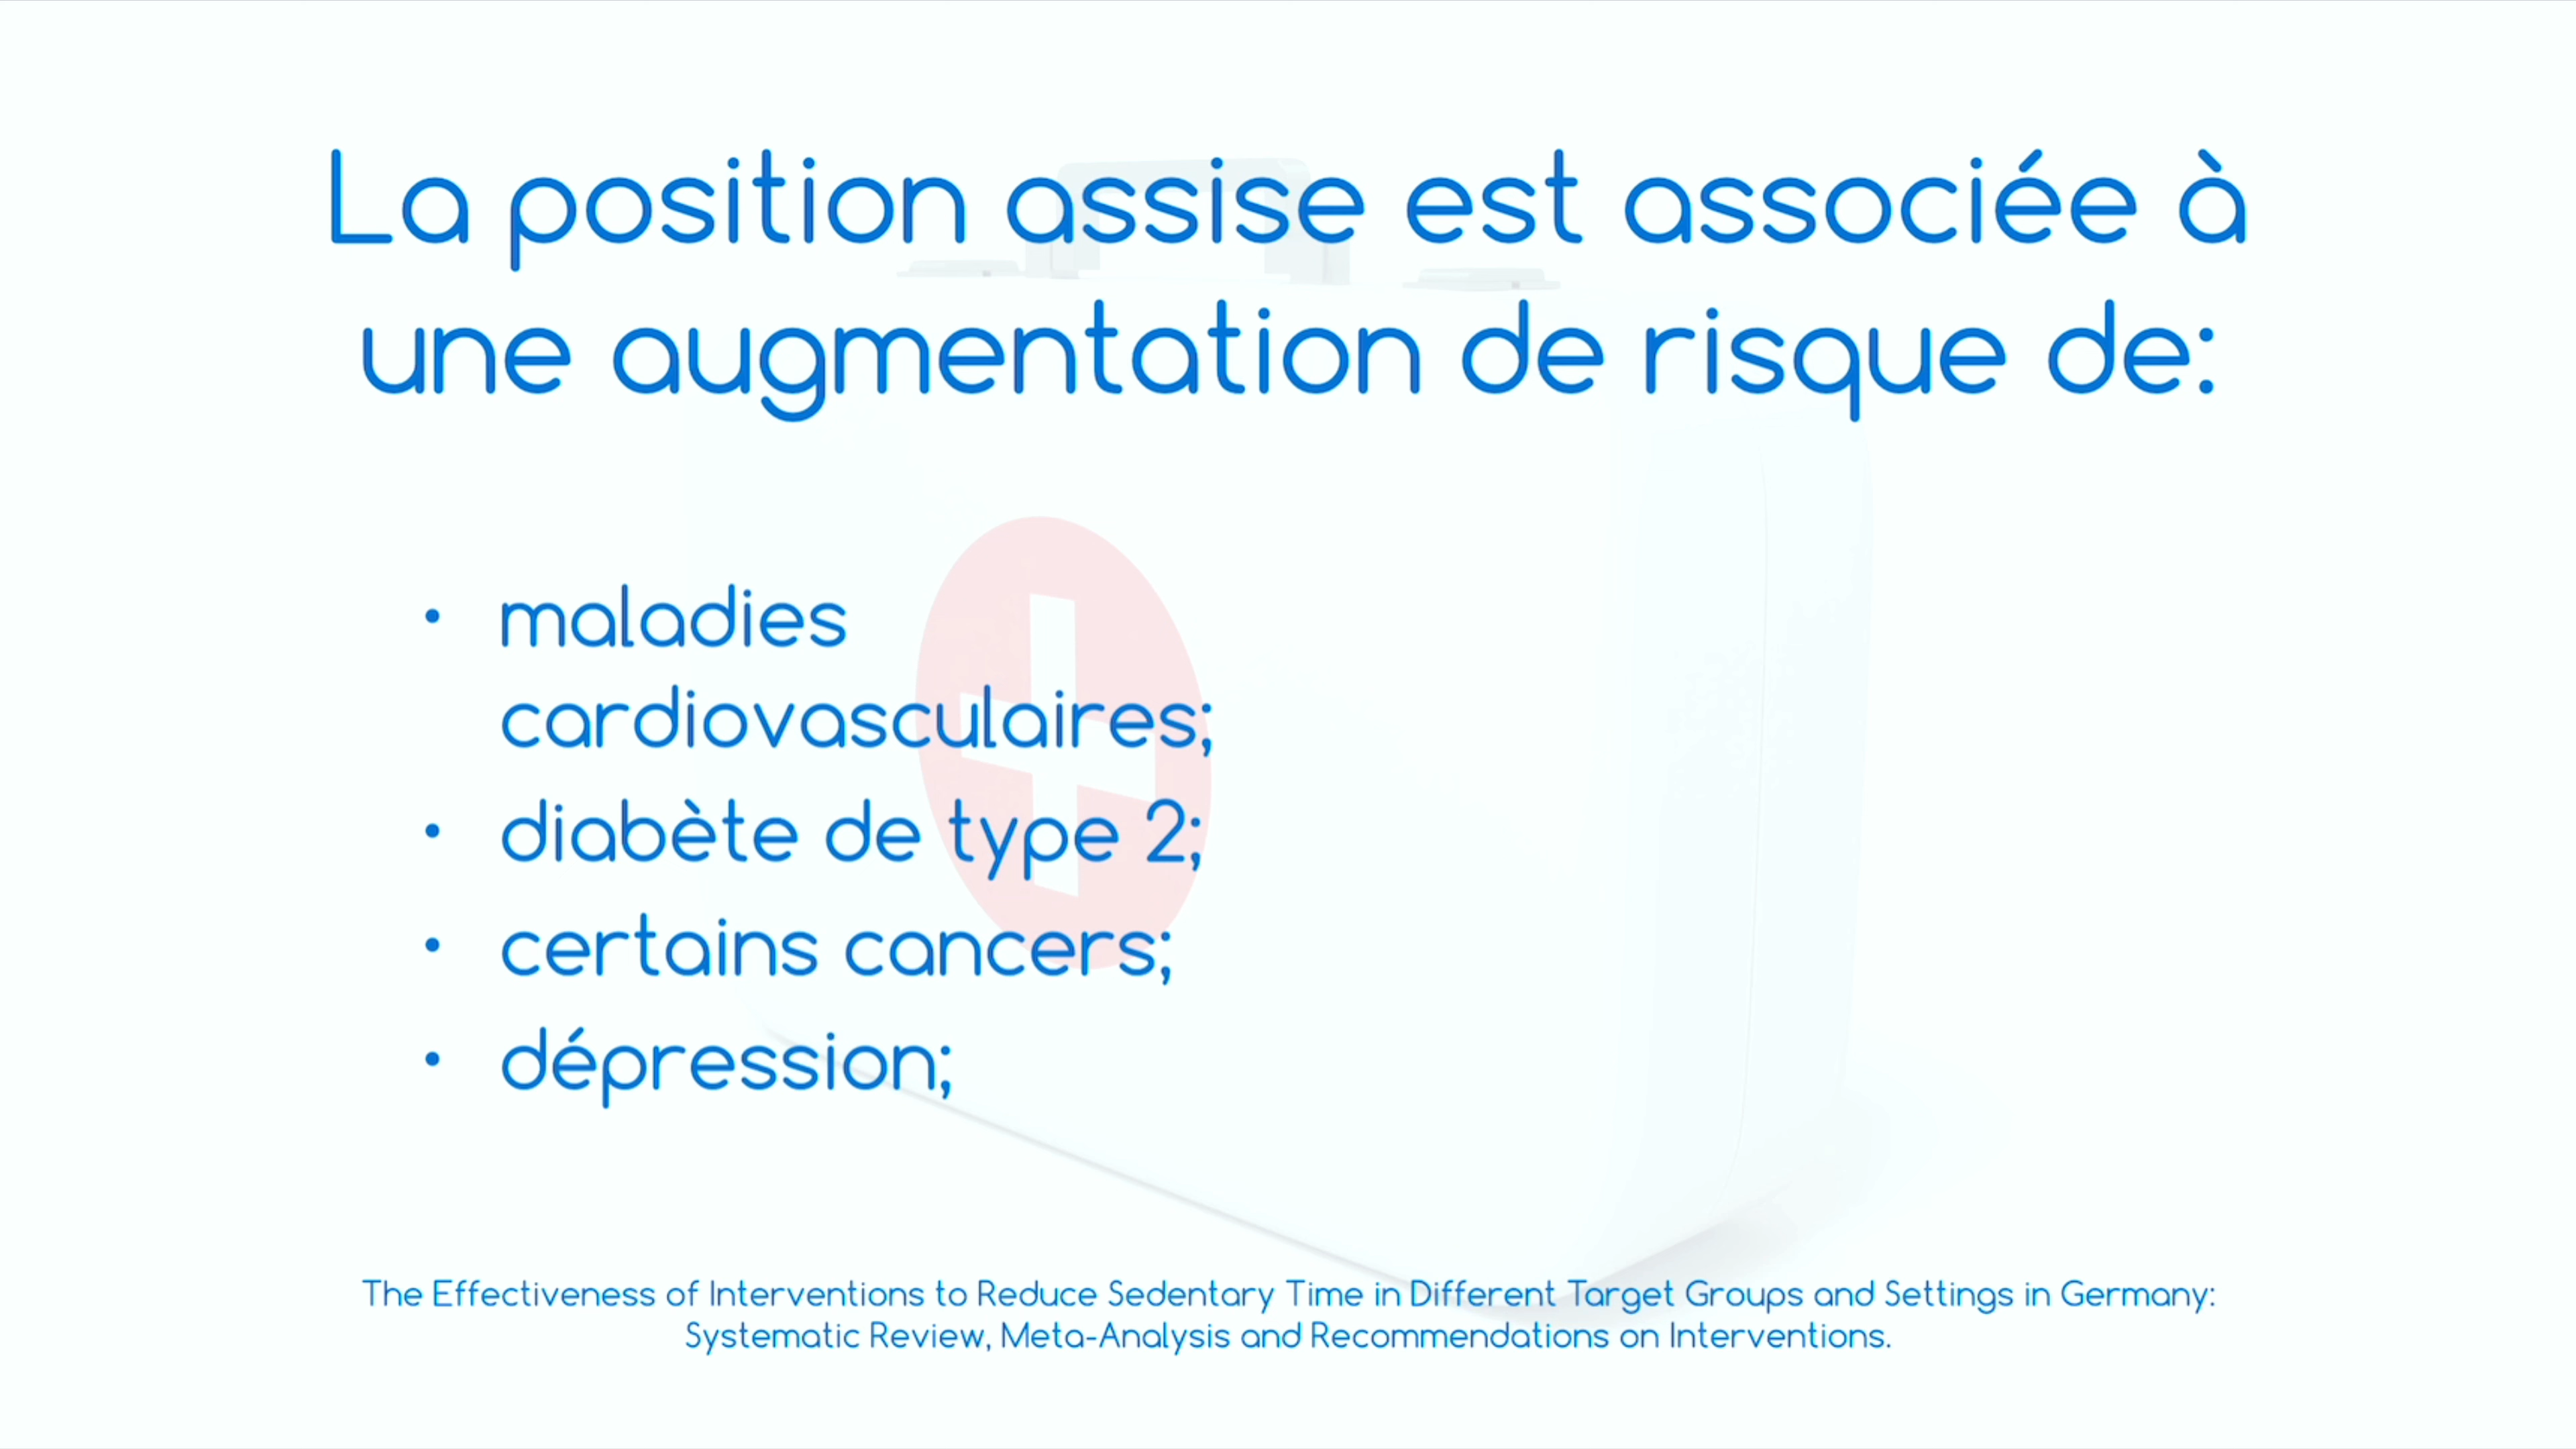 La position assise est associée à
une augmentation de risque de:
• maladies
cardiovasculaires;
• diabète de type 2;
• certains cancers;
• dépression;
The Effectiveness of Interventions to Reduce Sedentary Time in Different Target Groups and Settings in Germany:
Systematic Review, Meta-Analysis and Recommendations on Interventions.